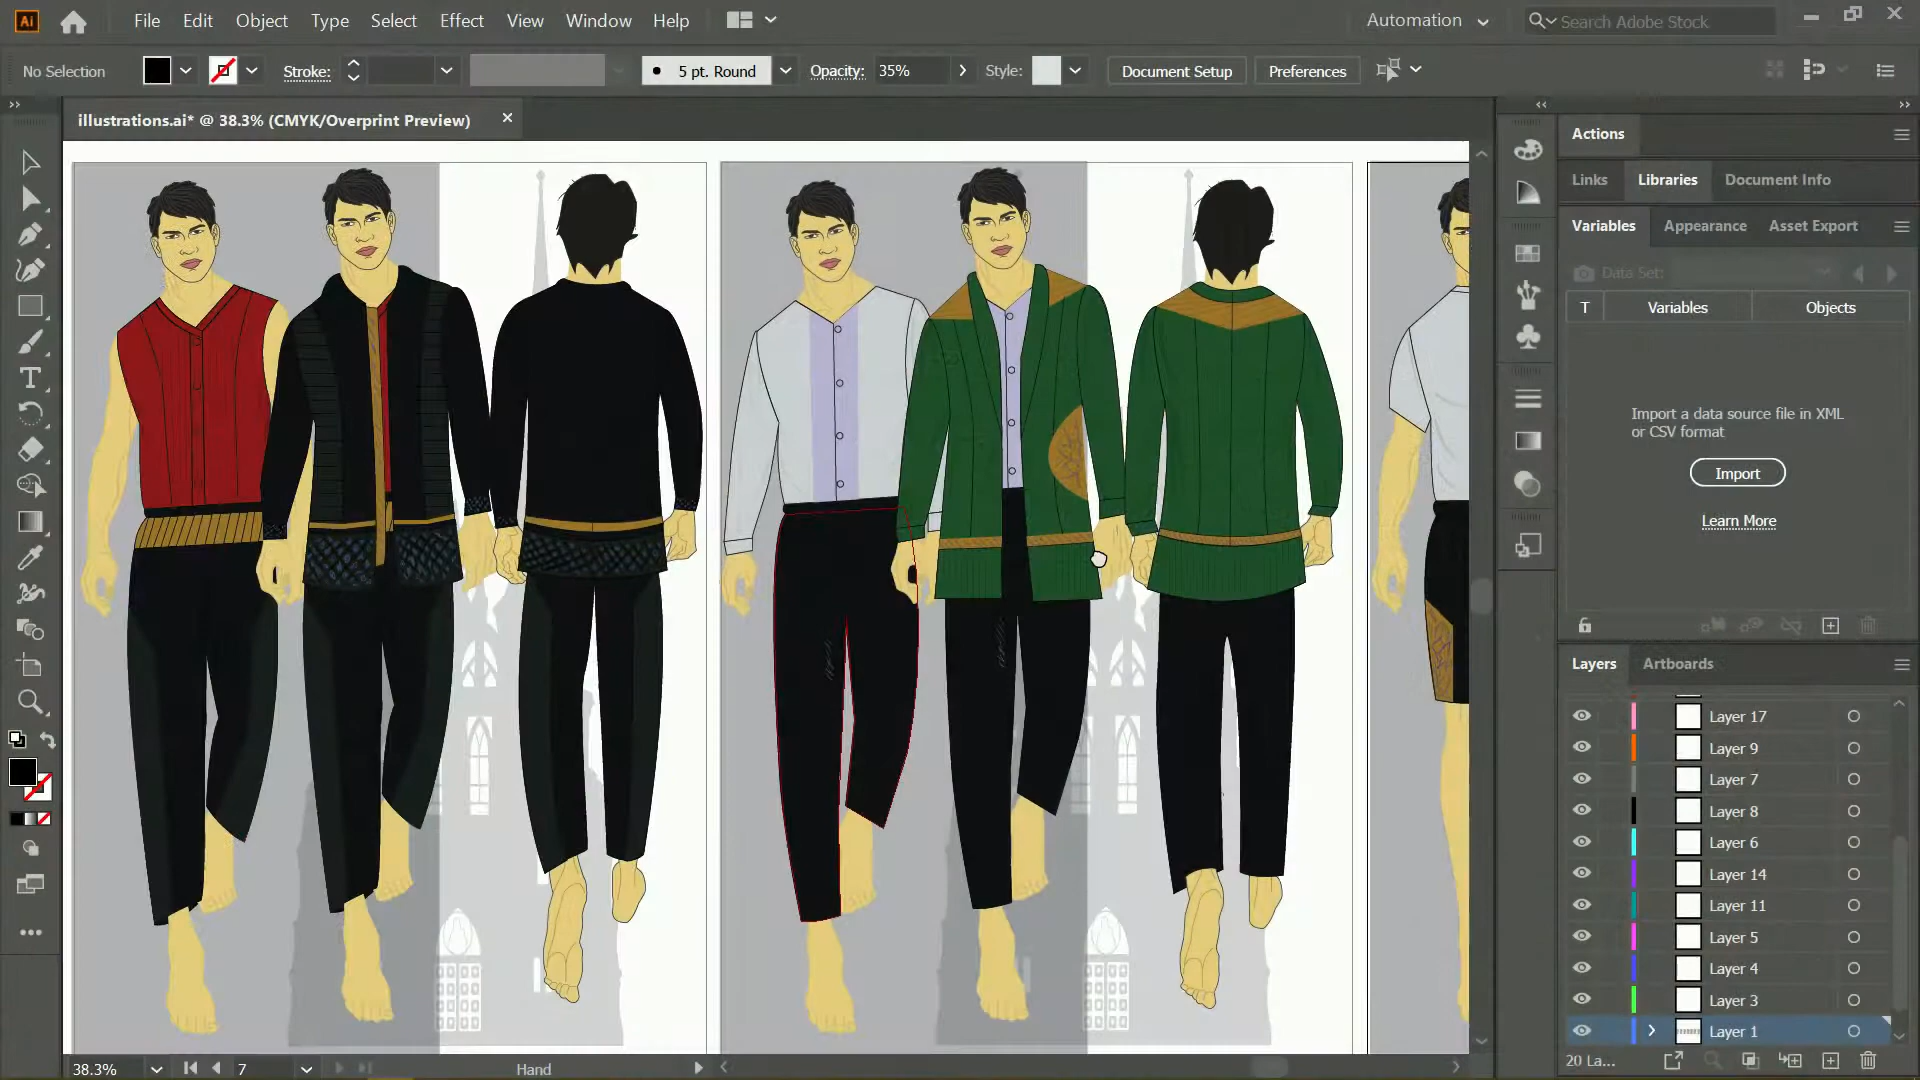 Ai File Edit Object Type Select Effect View Window Help Automation Search Adobe Stock
No Selection Stroke: 5 pt. Round Opacity: 35% Style: Document Setup Preferences
illustrations.ai* @ 38.3% (CMYK/Overprint Preview)
Actions
Links Libraries Document Info
Variables Appearance Asset Export
Data Set:
T Variables Objects
Import a data source file in XML
or CSV format
Import
Learn More
Layers Artboards
Layer 17
Layer 9
Layer 7
Layer 8
Layer 6
Layer 14
Layer 11
Layer 5
Layer 4
Layer 3
Layer 1
20 La...
38.3% 7 Hand